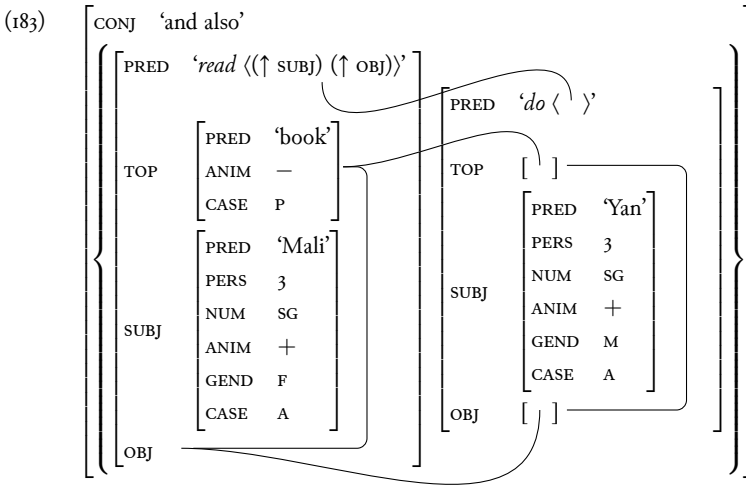 (183)
CONJ ‘and also’
PRED ‘read ⟨(↑ SUBJ) (↑ OBJ)⟩’
TOP
PRED ‘book’
ANIM −
CASE P
SUBJ
PRED ‘Mali’
PERS 3
NUM SG
ANIM +
GEND F
CASE A
OBJ
PRED ‘do ⟨ ⟩’
TOP [ ]
SUBJ
PRED ‘Yan’
PERS 3
NUM SG
ANIM +
GEND M
CASE A
OBJ [ ]